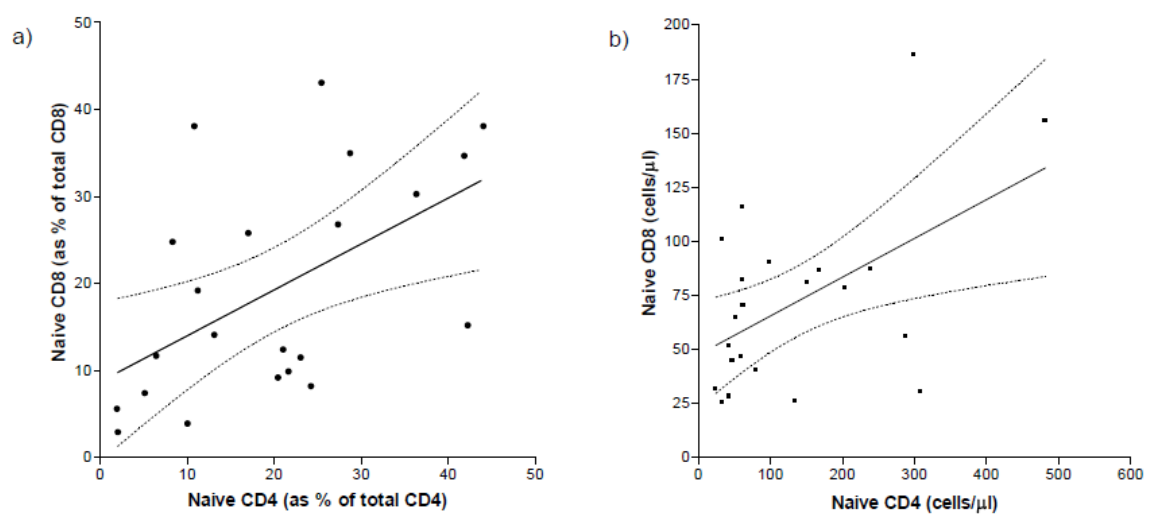 a)
50
40
30
20
10
0
Naive CD8 (as % of total CD8)
0 10 20 30 40 50
Naive CD4 (as % of total CD4)
b)
200
175
150
125
100
75
50
25
0
Naive CD8 (cells/µl)
0 100 200 300 400 500 600
Naive CD4 (cells/µl)